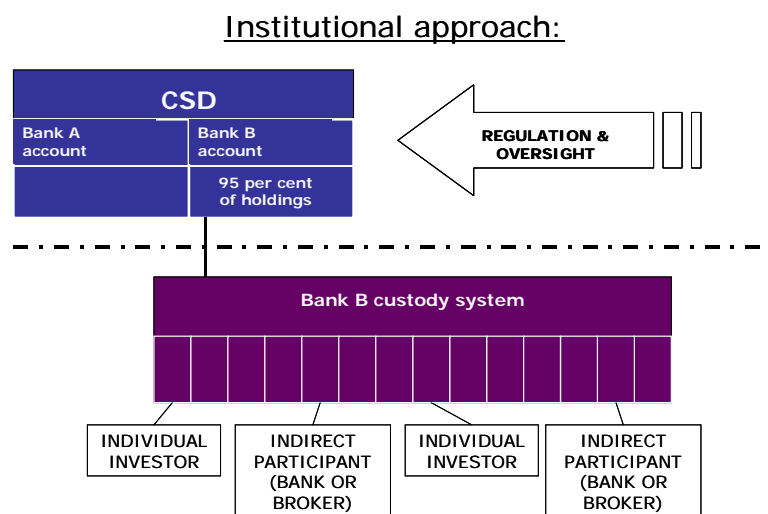 Institutional approach:
CSD
Bank A
account
Bank B
account
REGULATION &
OVERSIGHT
95 per cent
of holdings
Bank B custody system
INDIVIDUAL
INVESTOR
INDIRECT
PARTICIPANT
(BANK OR
BROKER)
INDIVIDUAL
INVESTOR
INDIRECT
PARTICIPANT
(BANK OR
BROKER)